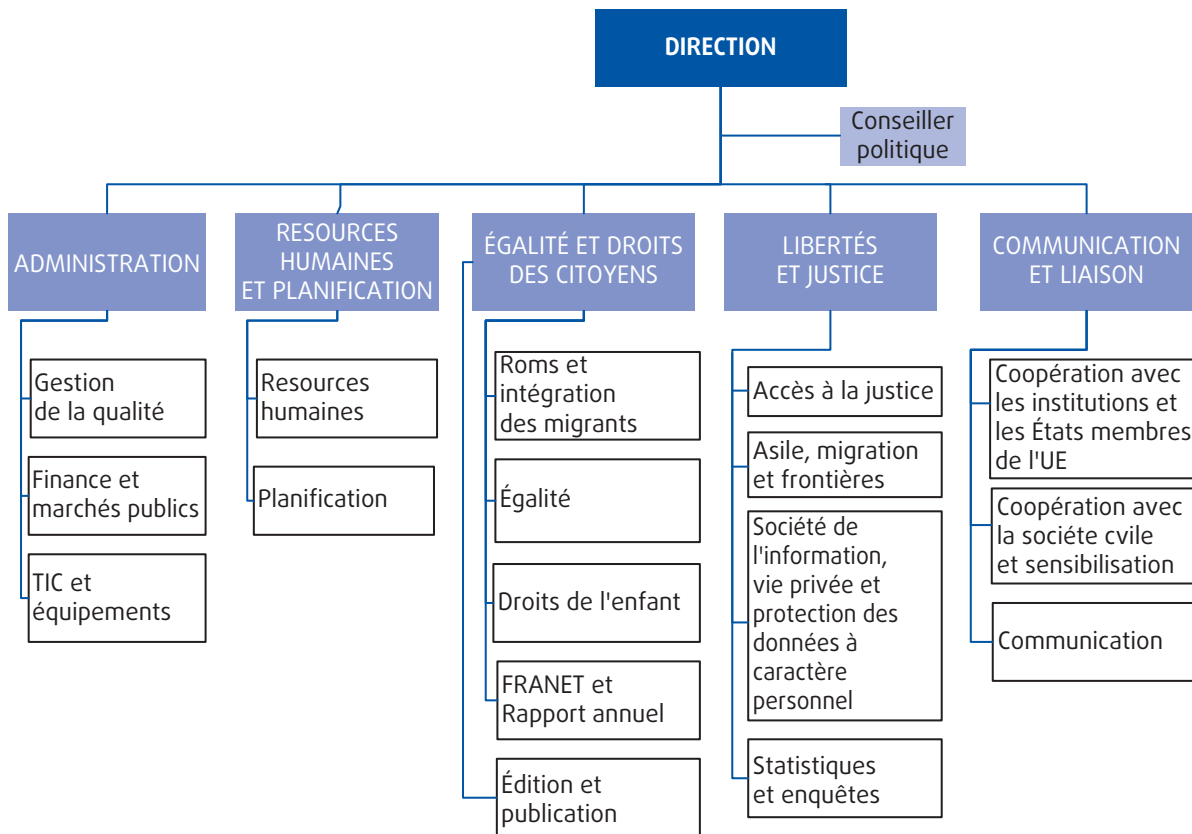 DIRECTION
Conseiller
politique
ADMINISTRATION
Gestion
de la qualité
Finance et
marchés publics
TIC et
équipements
RESOURCES
HUMAINES
ET PLANIFICATION
Resources
humaines
Planification
ÉGALITÉ ET DROITS
DES CITOYENS
Roms et
intégration
des migrants
Égalité
Droits de l'enfant
FRANET et
Rapport annuel
Édition et
publication
LIBERTÉS
ET JUSTICE
Accès à la justice
Asile, migration
et frontières
Société de
l'information,
vie privée et
protection des
données à
caractère
personnel
Statistiques
et enquêtes
COMMUNICATION
ET LIAISON
Coopération avec
les institutions et
les États membres
de l'UE
Coopération avec
la sociéte cvile
et sensibilisation
Communication